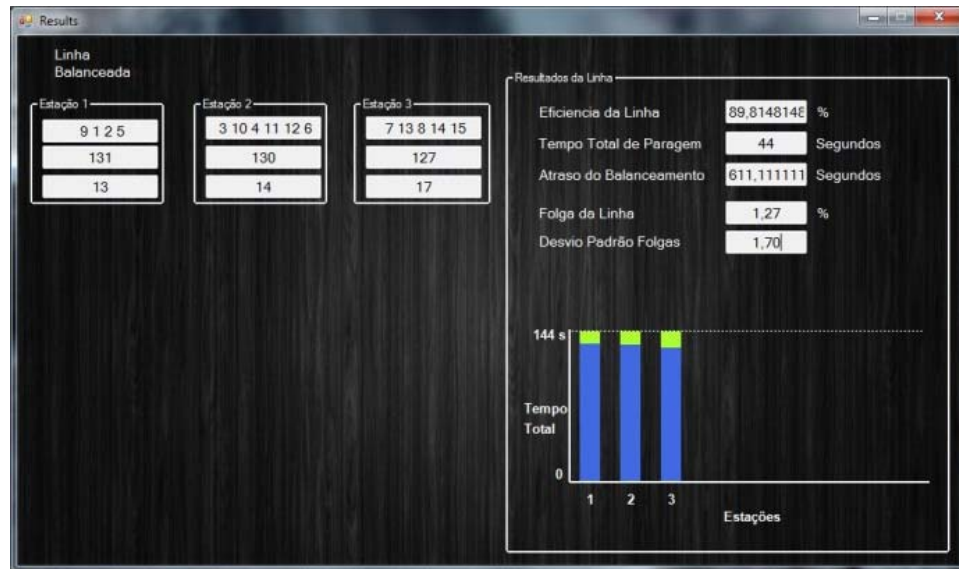 Results
Linha
Balanceada
Estação 1
9 1 2 5
131
13
Estação 2
3 10 4 11 12 6
130
14
Estação 3
7 13 8 14 15
127
17
Resultados da Linha
Eficiencia da Linha 89,8148148 %
Tempo Total de Paragem 44 Segundos
Atraso do Balanceamento 611,111111 Segundos
Folga da Linha 1,27 %
Desvio Padrão Folgas 1,70
144 s
Tempo
Total
0
1 2 3
Estações